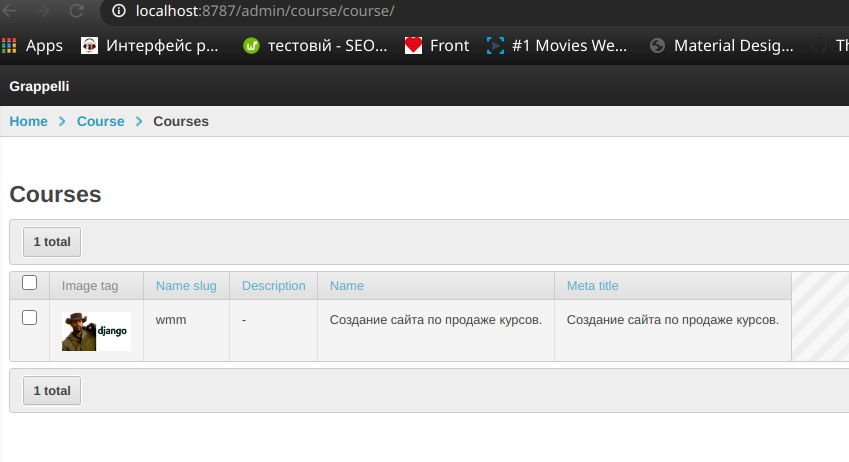 localhost:8787/admin/course/course/
Apps Интерфейс р... тестовій - SEO... Front #1 Movies We... Material Desig... Th
Grappelli
Home Course Courses
Courses
1 total
Image tag Name slug Description Name Meta title
django wmm - Создание сайта по продаже курсов. Создание сайта по продаже курсов.
1 total